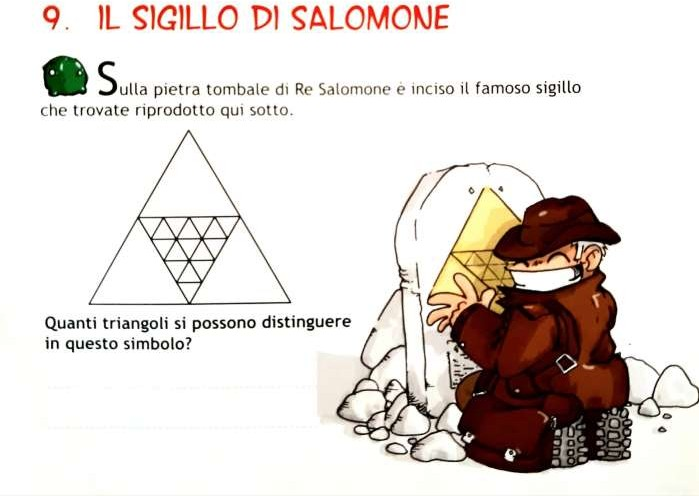 9. IL SIGILLO DI SALOMONE
Sulla pietra tombale di Re Salomone è inciso il famoso sigillo
che trovate riprodotto qui sotto.
Quanti triangoli si possono distinguere
in questo simbolo?